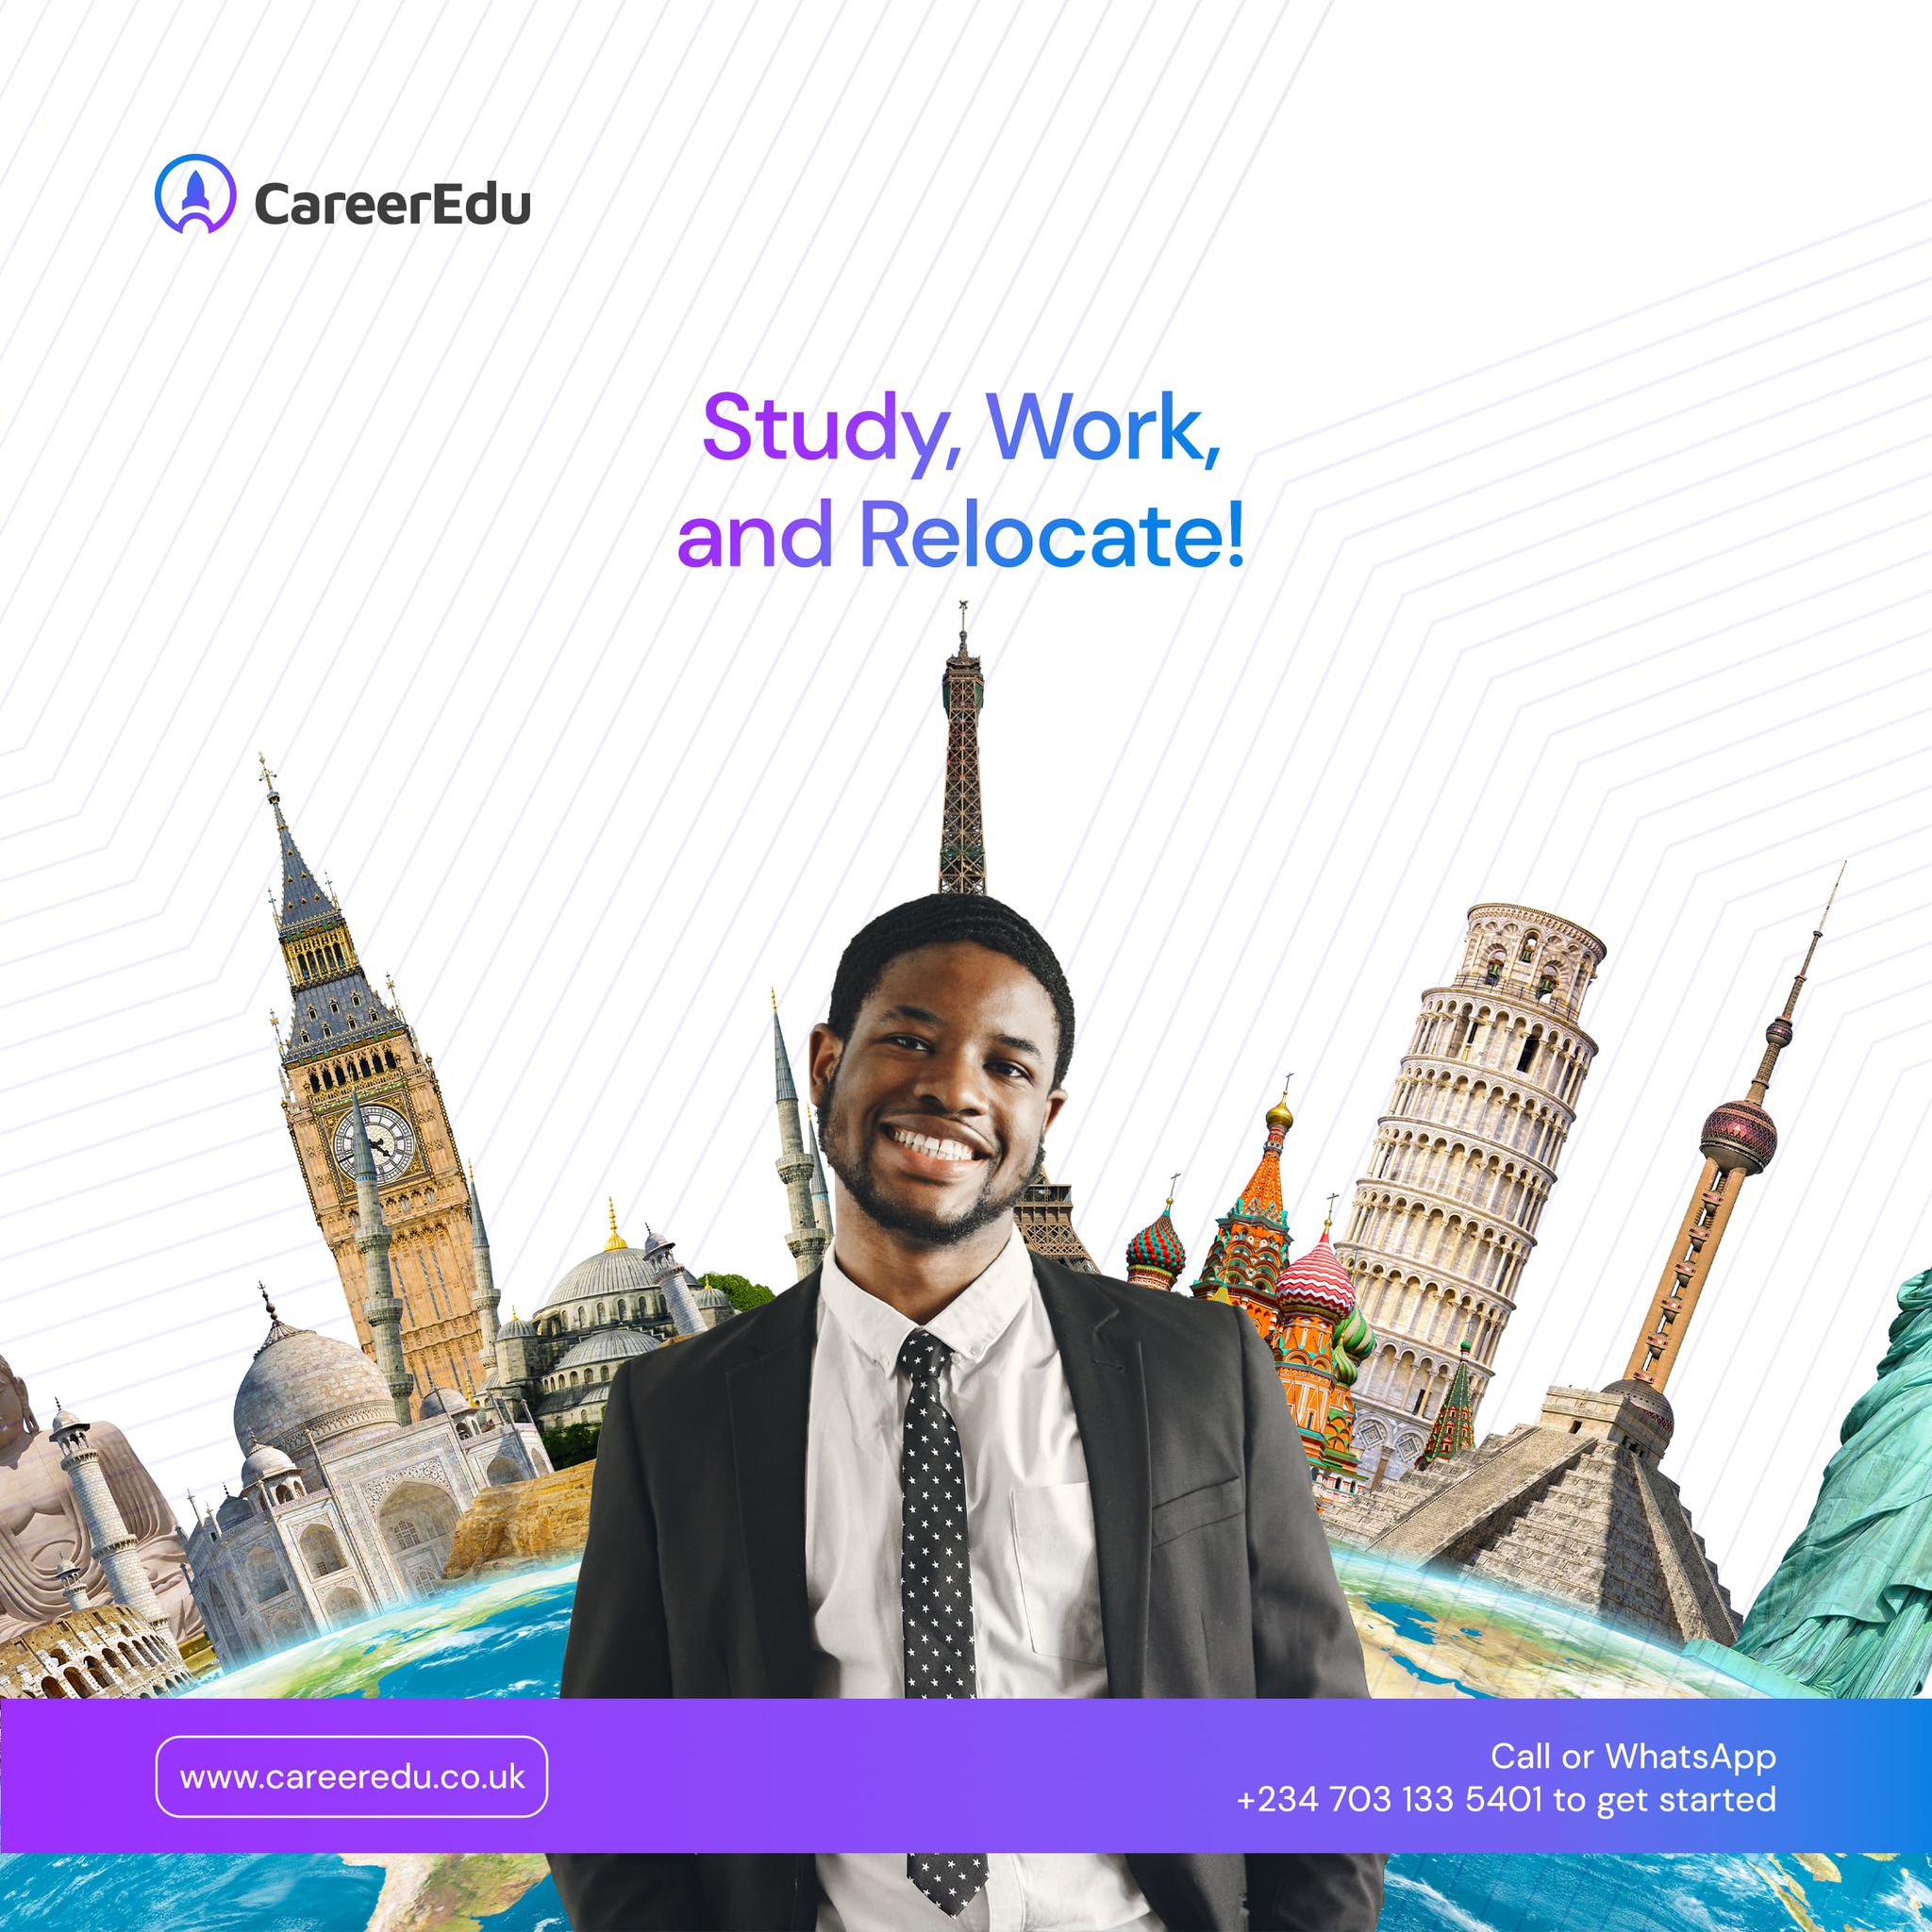 CareerEdu
Study, Work,
and Relocate!
www.careeredu.co.uk
Call or WhatsApp
+234 703 133 5401 to get started